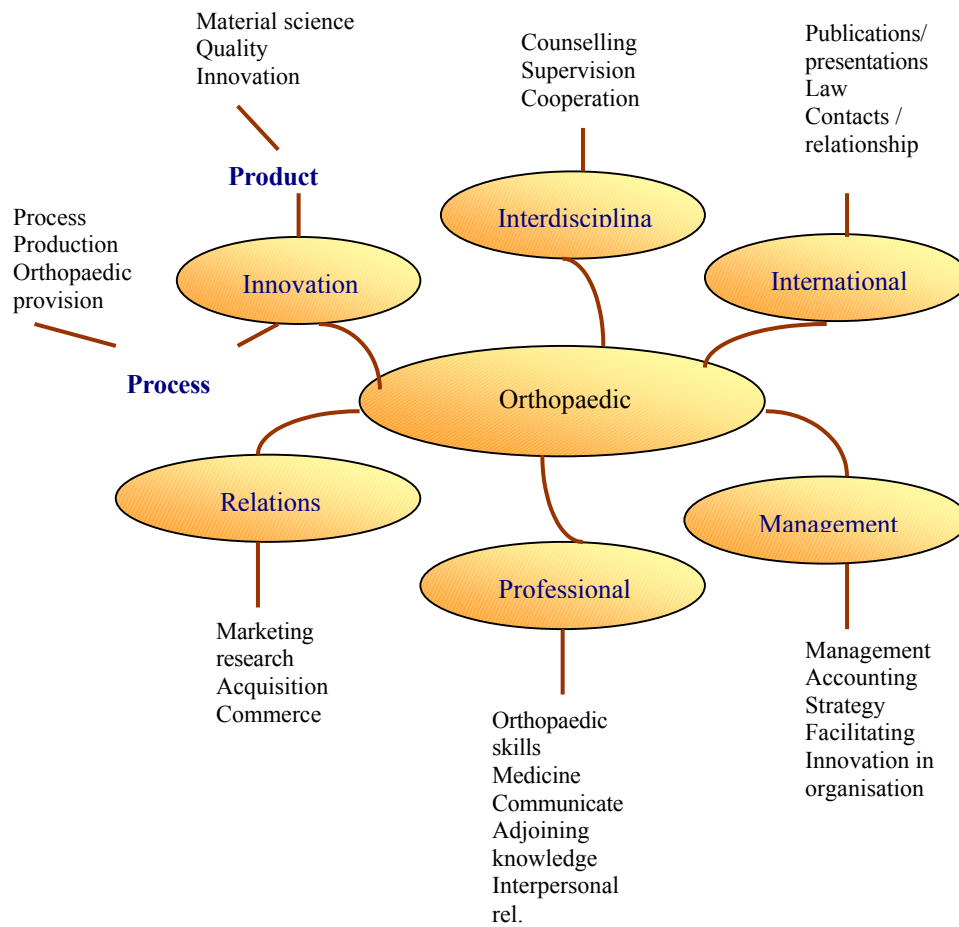 Material science
Quality
Innovation
Counselling
Supervision
Cooperation
Publications/
presentations
Law
Contacts /
relationship
Product
Interdisciplina
Process
Production
Orthopaedic
provision
Innovation
International
Process
Orthopaedic
Relations
Professional
Management
Marketing
research
Acquisition
Commerce
Orthopaedic
skills
Medicine
Communicate
Adjoining
knowledge
Interpersonal
rel.
Management
Accounting
Strategy
Facilitating
Innovation in
organisation